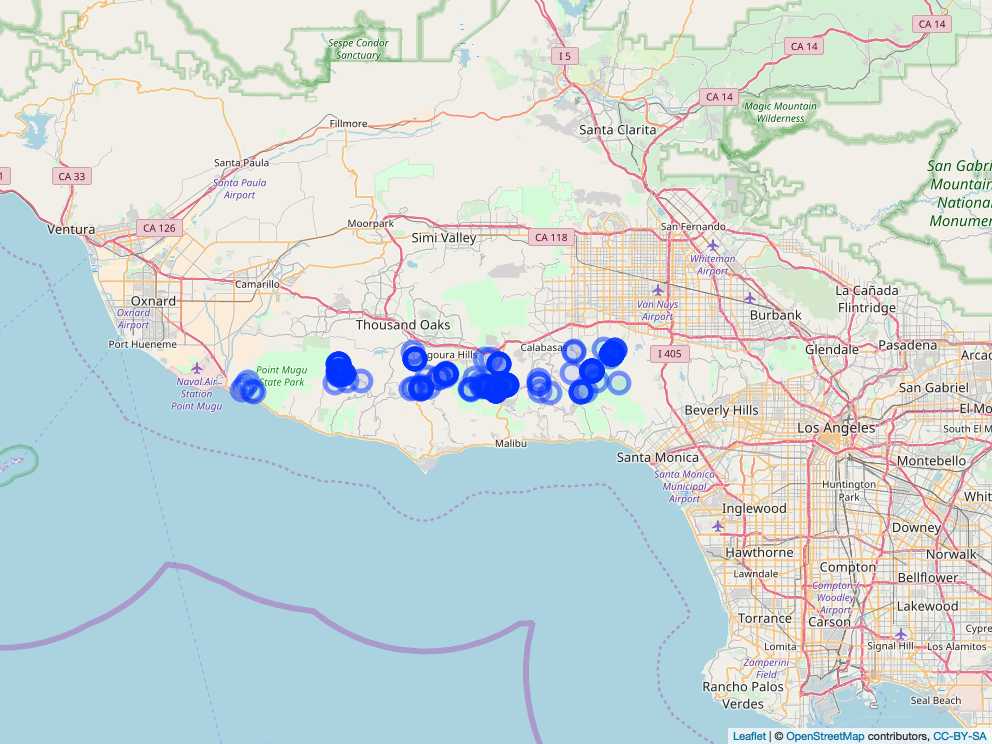 CA 14
Sespe Condor
Sanctuary
CA 14
I 5
CA 14
Magic Mountain
Wilderness
Fillmore
Santa Clarita
Santa Paula
San Gabri
Mountain
National
Monumen
1
CA 33
Santa Paula
Airport
Moorpark
San Fernando
Ventura
CA 126
Simi Valley
CA 118
Whiteman
Airport
Camarillo
La Cañada
Flintridge
Oxnard
Oxnard
Airport
Van Nuys
Airport
Burbank
Thousand Oaks
Port Hueneme
Calabasas
I 405
Glendale
Pasadena
Arca
goura Hills
Point Mugu
State Park
Naval Air
Station
Point Mugu
San Gabriel
Beverly Hills
El Mo
Los Angeles
South El M
Malibu
Santa Monica
Montebello
Santa Monica
Municipal
Airport
Huntington
Park
Whit
Inglewood
Downey
Hawthorne
Norwalk
Lawndale
Compton
Bellflower
Compton
Woodley
Airport
Lakewood
Torrance
Carson
Cypre
Lomita
Signal Hill
Los Alamitos
Zamperini
Field
Rancho Palos
Verdes
Seal Beach
Leaflet | © OpenStreetMap contributors, CC-BY-SA